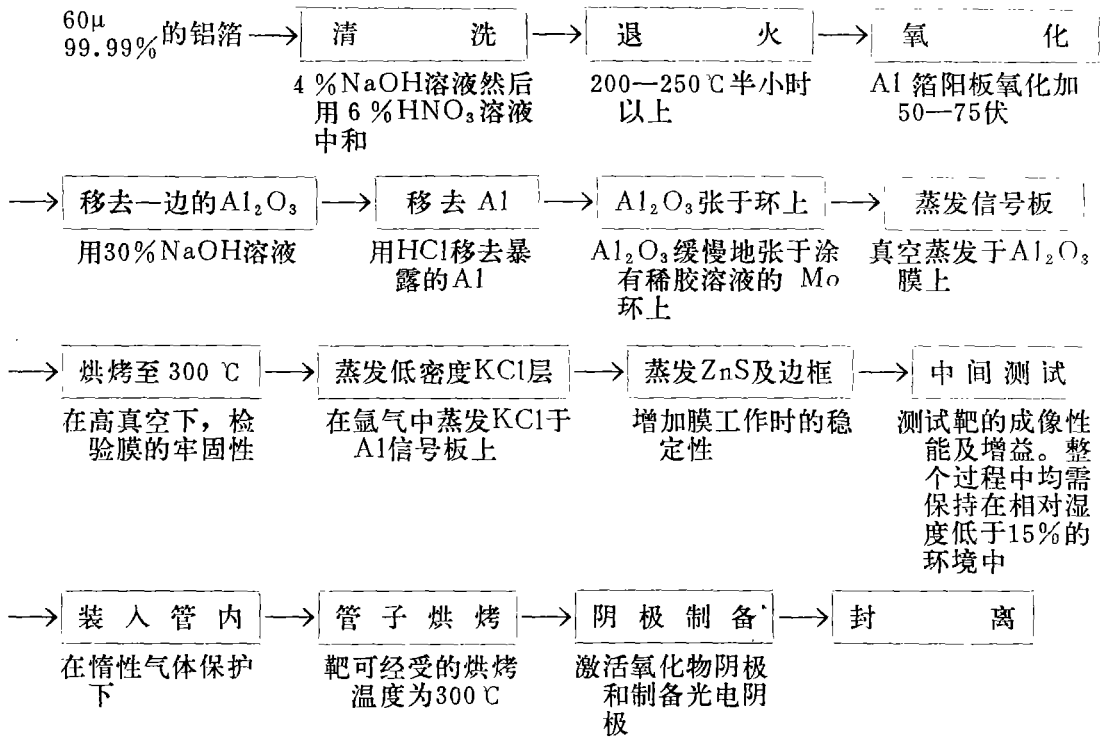 60μ
99.99%的铝箔→清 洗→退 火→氧 化
4%NaOH溶液然后用6%HNO₃溶液中和
200—250℃半小时以上
Al箔阳板氧化加50—75伏
→移去一边的Al₂O₃→移去Al→Al₂O₃张于环上→蒸发信号板
用30%NaOH溶液
用HCl移去暴露的Al
Al₂O₃缓慢地张于涂有稀胶溶液的 Mo环上
真空蒸发于Al₂O₃膜上
→烘烤至300℃→蒸发低密度KCl层→蒸发ZnS及边框→中间测试
在高真空下，检验膜的牢固性
在氩气中蒸发KCl于Al信号板上
增加膜工作时的稳定性
测试靶的成像性能及增益。整个过程中均需保持在相对湿度低于15%的环境中
→装入管内→管子烘烤→阴极制备→封 离
在惰性气体保护下
靶可经受的烘烤温度为300℃
激活氧化物阴极和制备光电阴极